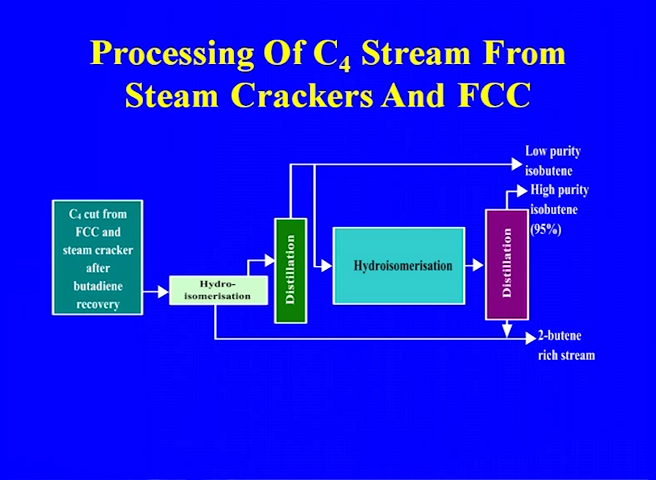 Processing Of C₄ Stream From
Steam Crackers And FCC
Low purity
isobutene
High purity
isobutene
(95%)
C₄ cut from
FCC and
steam cracker
after
butadiene
recovery
Hydro-
isomerisation
Distillation
Hydroisomerisation
Distillation
2-butene
rich stream